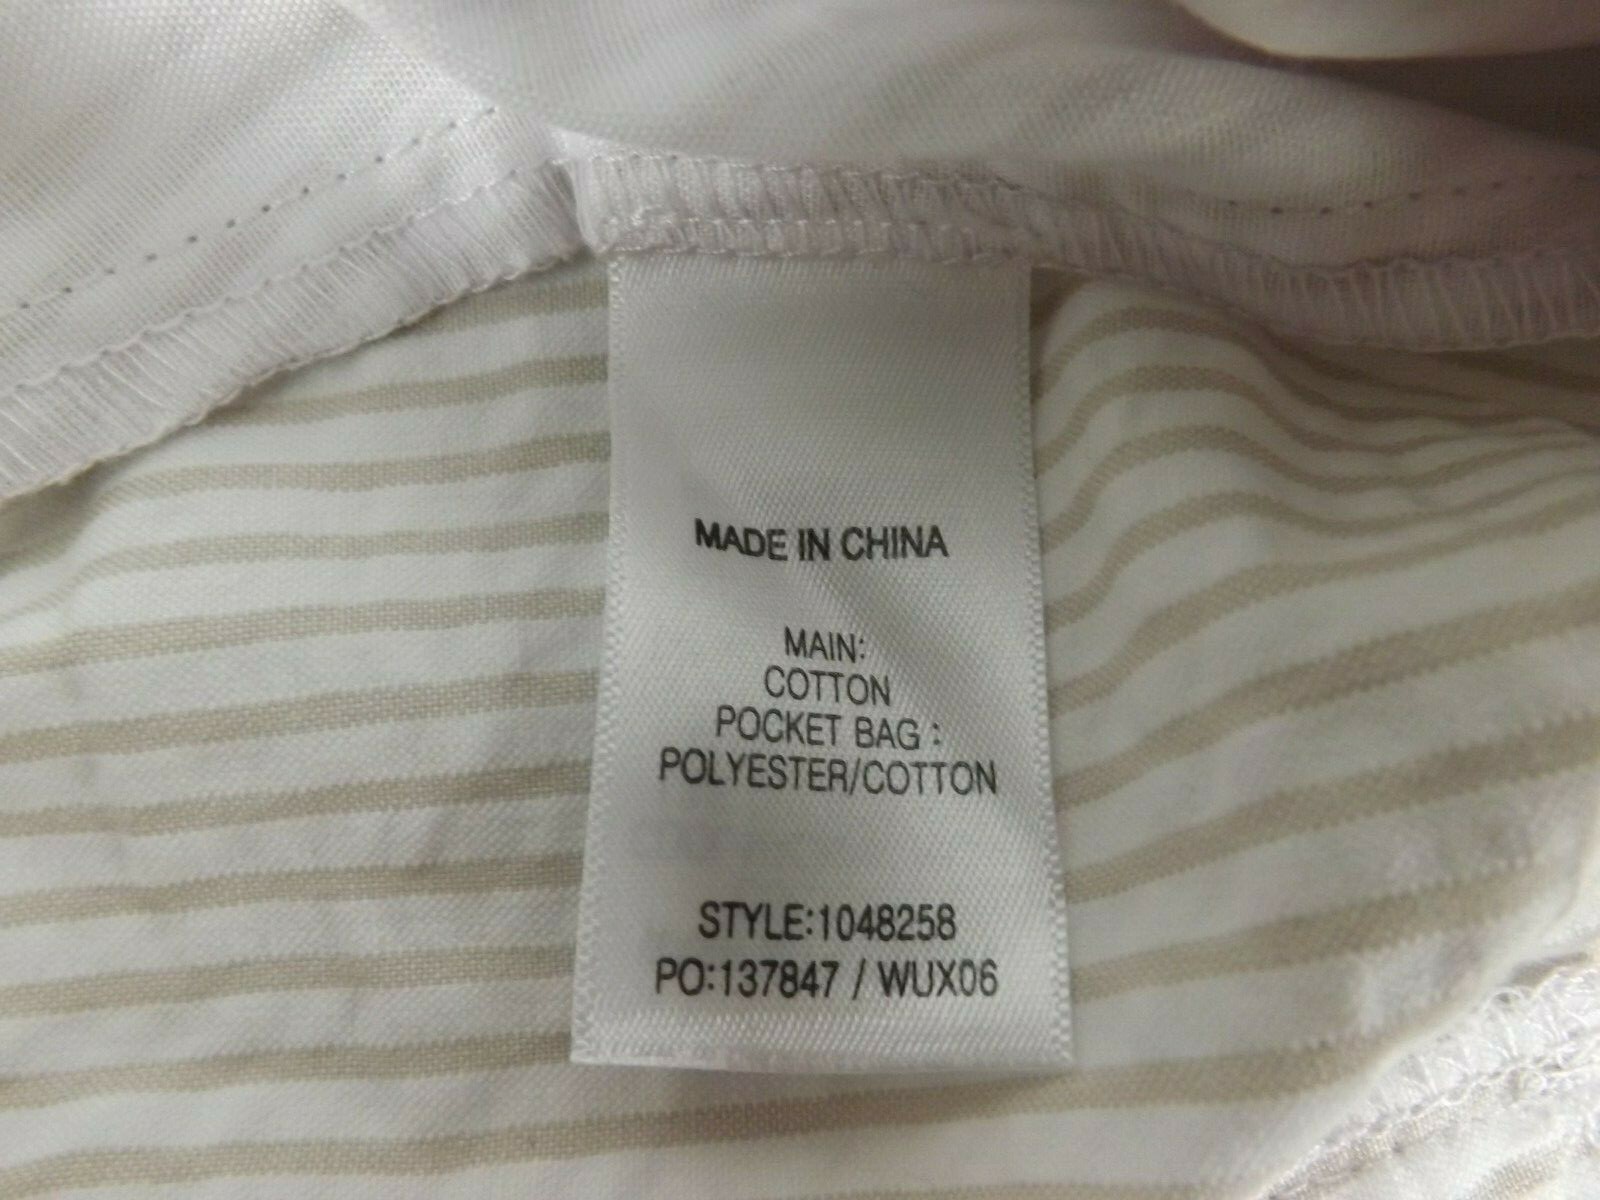 MADE IN CHINA
MAIN:
COTTON
POCKET BAG :
POLYESTER/COTTON
STYLE:1048258
PO:137847 / WUX06